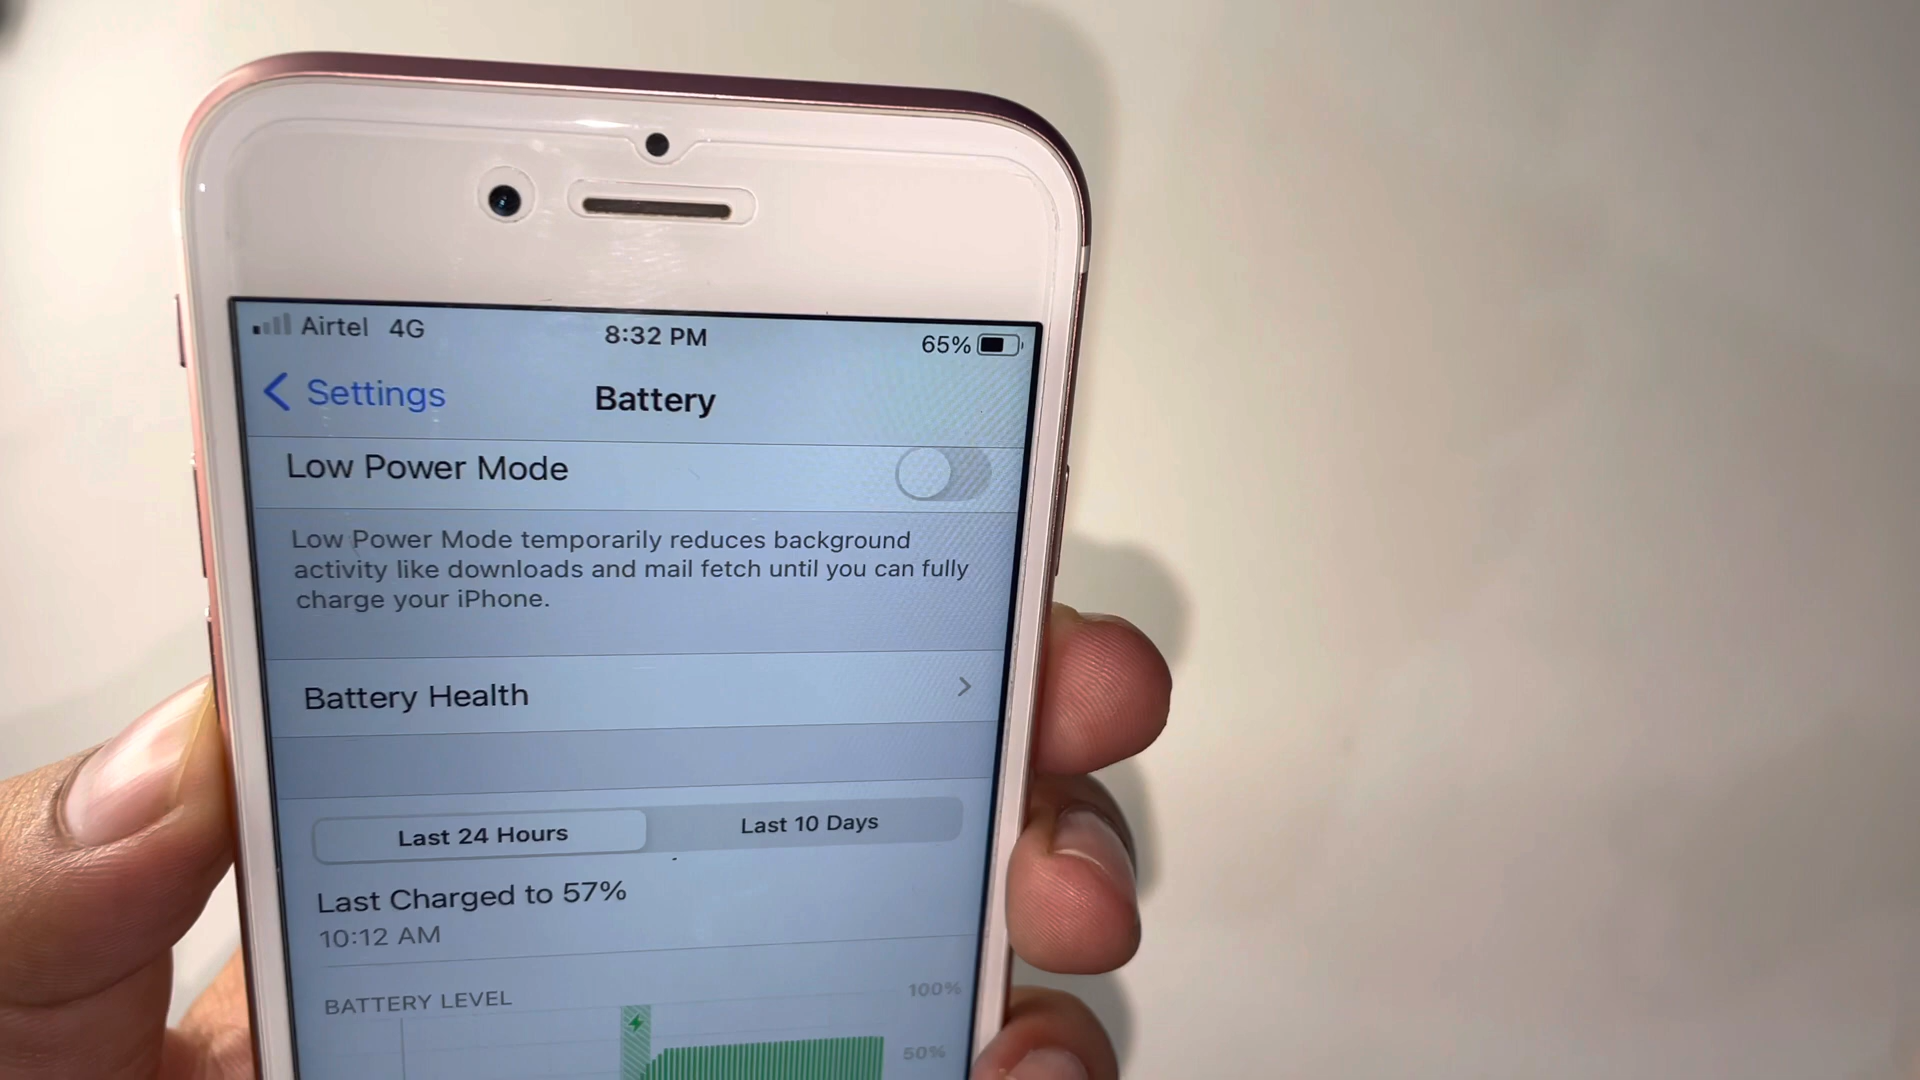 Airtel 4G 8:32 PM 65%
Settings Battery
Low Power Mode
Low Power Mode temporarily reduces background
activity like downloads and mail fetch until you can fully
charge your iPhone.
Battery Health
Last 24 Hours Last 10 Days
Last Charged to 57%
10:12 AM
BATTERY LEVEL 100%
50%